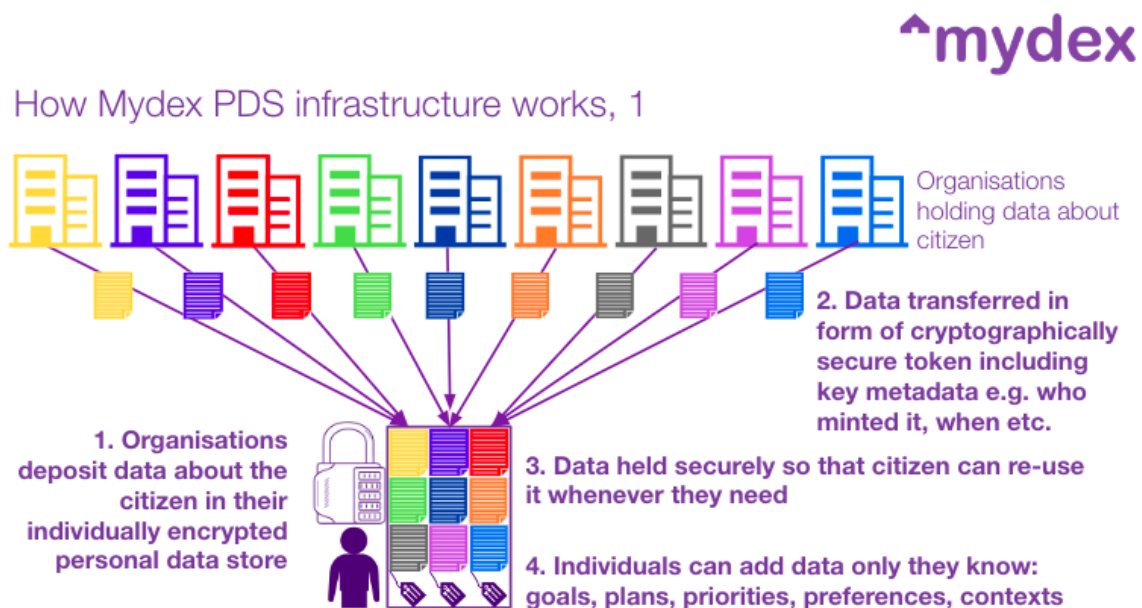 mydex
How Mydex PDS infrastructure works, 1
Organisations
holding data about
citizen
2. Data transferred in
form of cryptographically
secure token including
key metadata e.g. who
minted it, when etc.
1. Organisations
deposit data about the
citizen in their
individually encrypted
personal data store
3. Data held securely so that citizen can re-use
it whenever they need
4. Individuals can add data only they know:
goals, plans, priorities, preferences, contexts